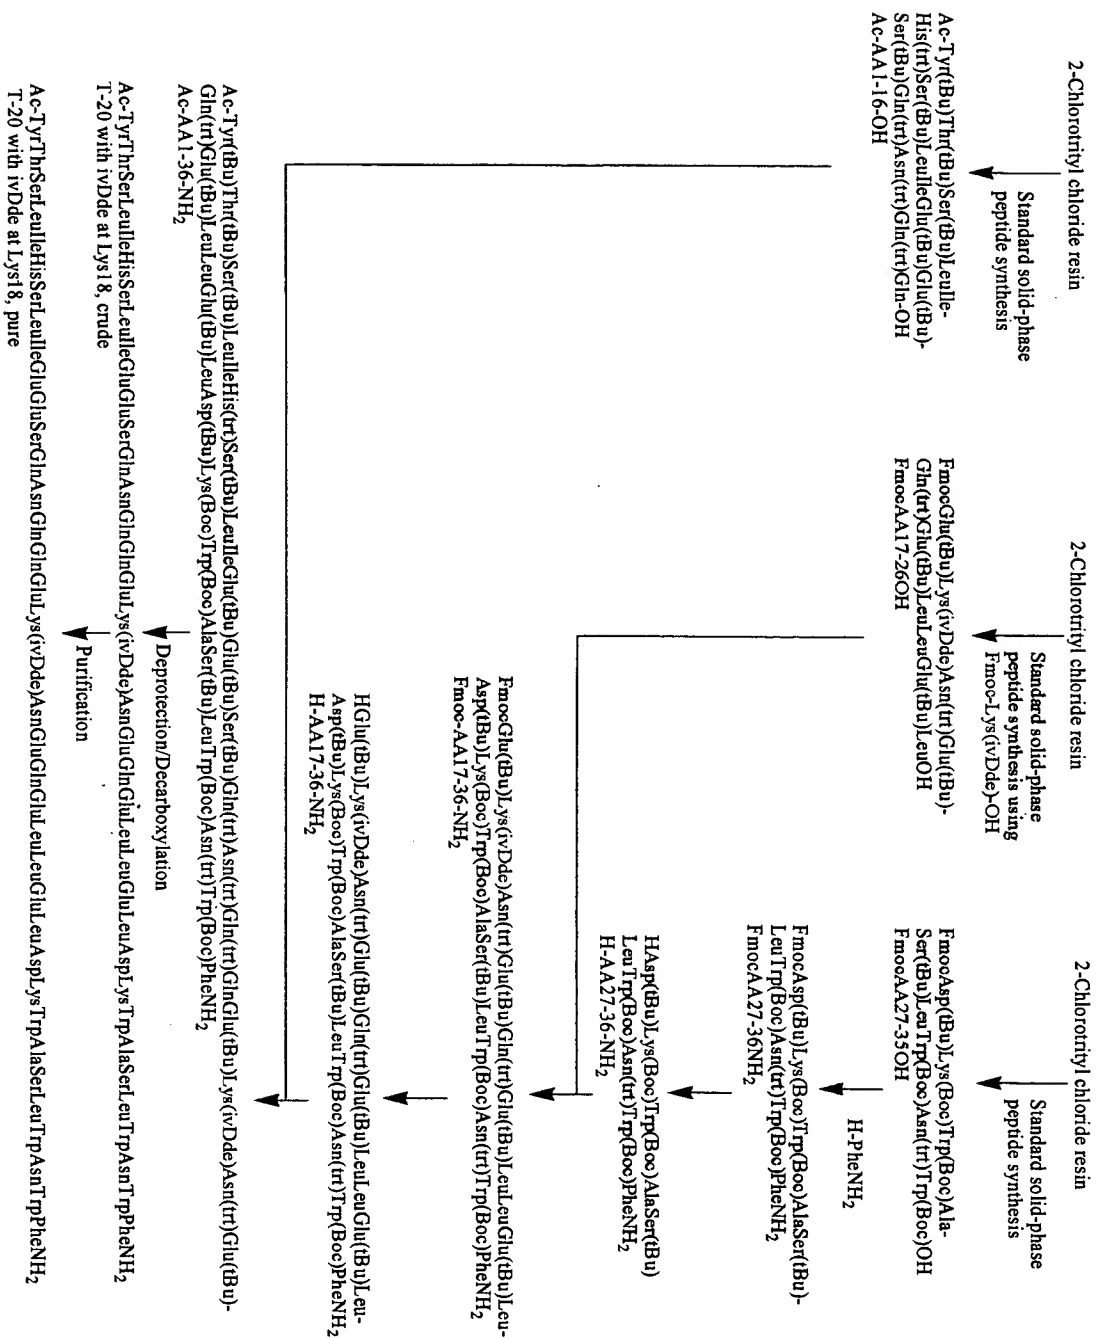 2-Chlorotrityl chloride resin
Standard solid-phase
peptide synthesis
Ac-Tyr(tBu)Thr(tBu)Ser(tBu)LeuIle-
His(trt)Ser(tBu)LeuIleGlu(tBu)Glu(tBu)-
Ser(tBu)Gln(trt)Asn(trt)Gln(trt)Gln-OH
Ac-AA1-16-OH
2-Chlorotrityl chloride resin
Standard solid-phase
peptide synthesis using
Fmoc-Lys(ivDde)-OH
FmocGlu(tBu)Lys(ivDde)Asn(trt)Glu(tBu)-
Gln(trt)Glu(tBu)LeuLeuGlu(tBu)LeuOH
FmocAA17-26OH
2-Chlorotrityl chloride resin
Standard solid-phase
peptide synthesis
FmocAsp(tBu)Lys(Boc)Trp(Boc)Ala-
Ser(tBu)LeuTrp(Boc)Asn(trt)Trp(Boc)OH
FmocAA27-35OH
H-PheNH2
FmocAsp(tBu)Lys(Boc)Trp(Boc)AlaSer(tBu)-
LeuTrp(Boc)Asn(trt)Trp(Boc)PheNH2
FmocAA27-36NH2
HAsp(tBu)Lys(Boc)Trp(Boc)AlaSer(tBu)
LeuTrp(Boc)Asn(trt)Trp(Boc)PheNH2
H-AA27-36-NH2
FmocGlu(tBu)Lys(ivDde)Asn(trt)Glu(tBu)Gln(trt)Glu(tBu)LeuLeuGlu(tBu)Leu-
Asp(tBu)Lys(Boc)Trp(Boc)AlaSer(tBu)LeuTrp(Boc)Asn(trt)Trp(Boc)PheNH2
Fmoc-AA17-36-NH2
HGlu(tBu)Lys(ivDde)Asn(trt)Glu(tBu)Gln(trt)Glu(tBu)LeuLeuGlu(tBu)Leu-
Asp(tBu)Lys(Boc)Trp(Boc)AlaSer(tBu)LeuTrp(Boc)Asn(trt)Trp(Boc)PheNH2
H-AA17-36-NH2
Ac-Tyr(tBu)Thr(tBu)Ser(tBu)LeuIleHis(trt)Ser(tBu)LeuIleGlu(tBu)Glu(tBu)Ser(tBu)Gln(trt)Asn(trt)Gln(trt)GlnGlu(tBu)Lys(ivDde)Asn(trt)Glu(tBu)-
Gln(trt)Glu(tBu)LeuLeuGlu(tBu)LeuAsp(tBu)Lys(Boc)Trp(Boc)AlaSer(tBu)LeuTrp(Boc)Asn(trt)Trp(Boc)PheNH2
Ac-AA1-36-NH2
Deprotection/Decarboxylation
Ac-TyrThrSerLeuIleHisSerLeuIleGluGluSerGlnAsnGlnGlnGluLys(ivDde)AsnGluGlnGluLeuLeuGluLeuAspLysTrpAlaSerLeuTrpAsnTrpPheNH2
T-20 with ivDde at Lys18, crude
Purification
Ac-TyrThrSerLeuIleHisSerLeuIleGluGluSerGlnAsnGlnGlnGluLys(ivDde)AsnGluGlnGluLeuLeuGluLeuAspLysTrpAlaSerLeuTrpAsnTrpPheNH2
T-20 with ivDde at Lys18, pure